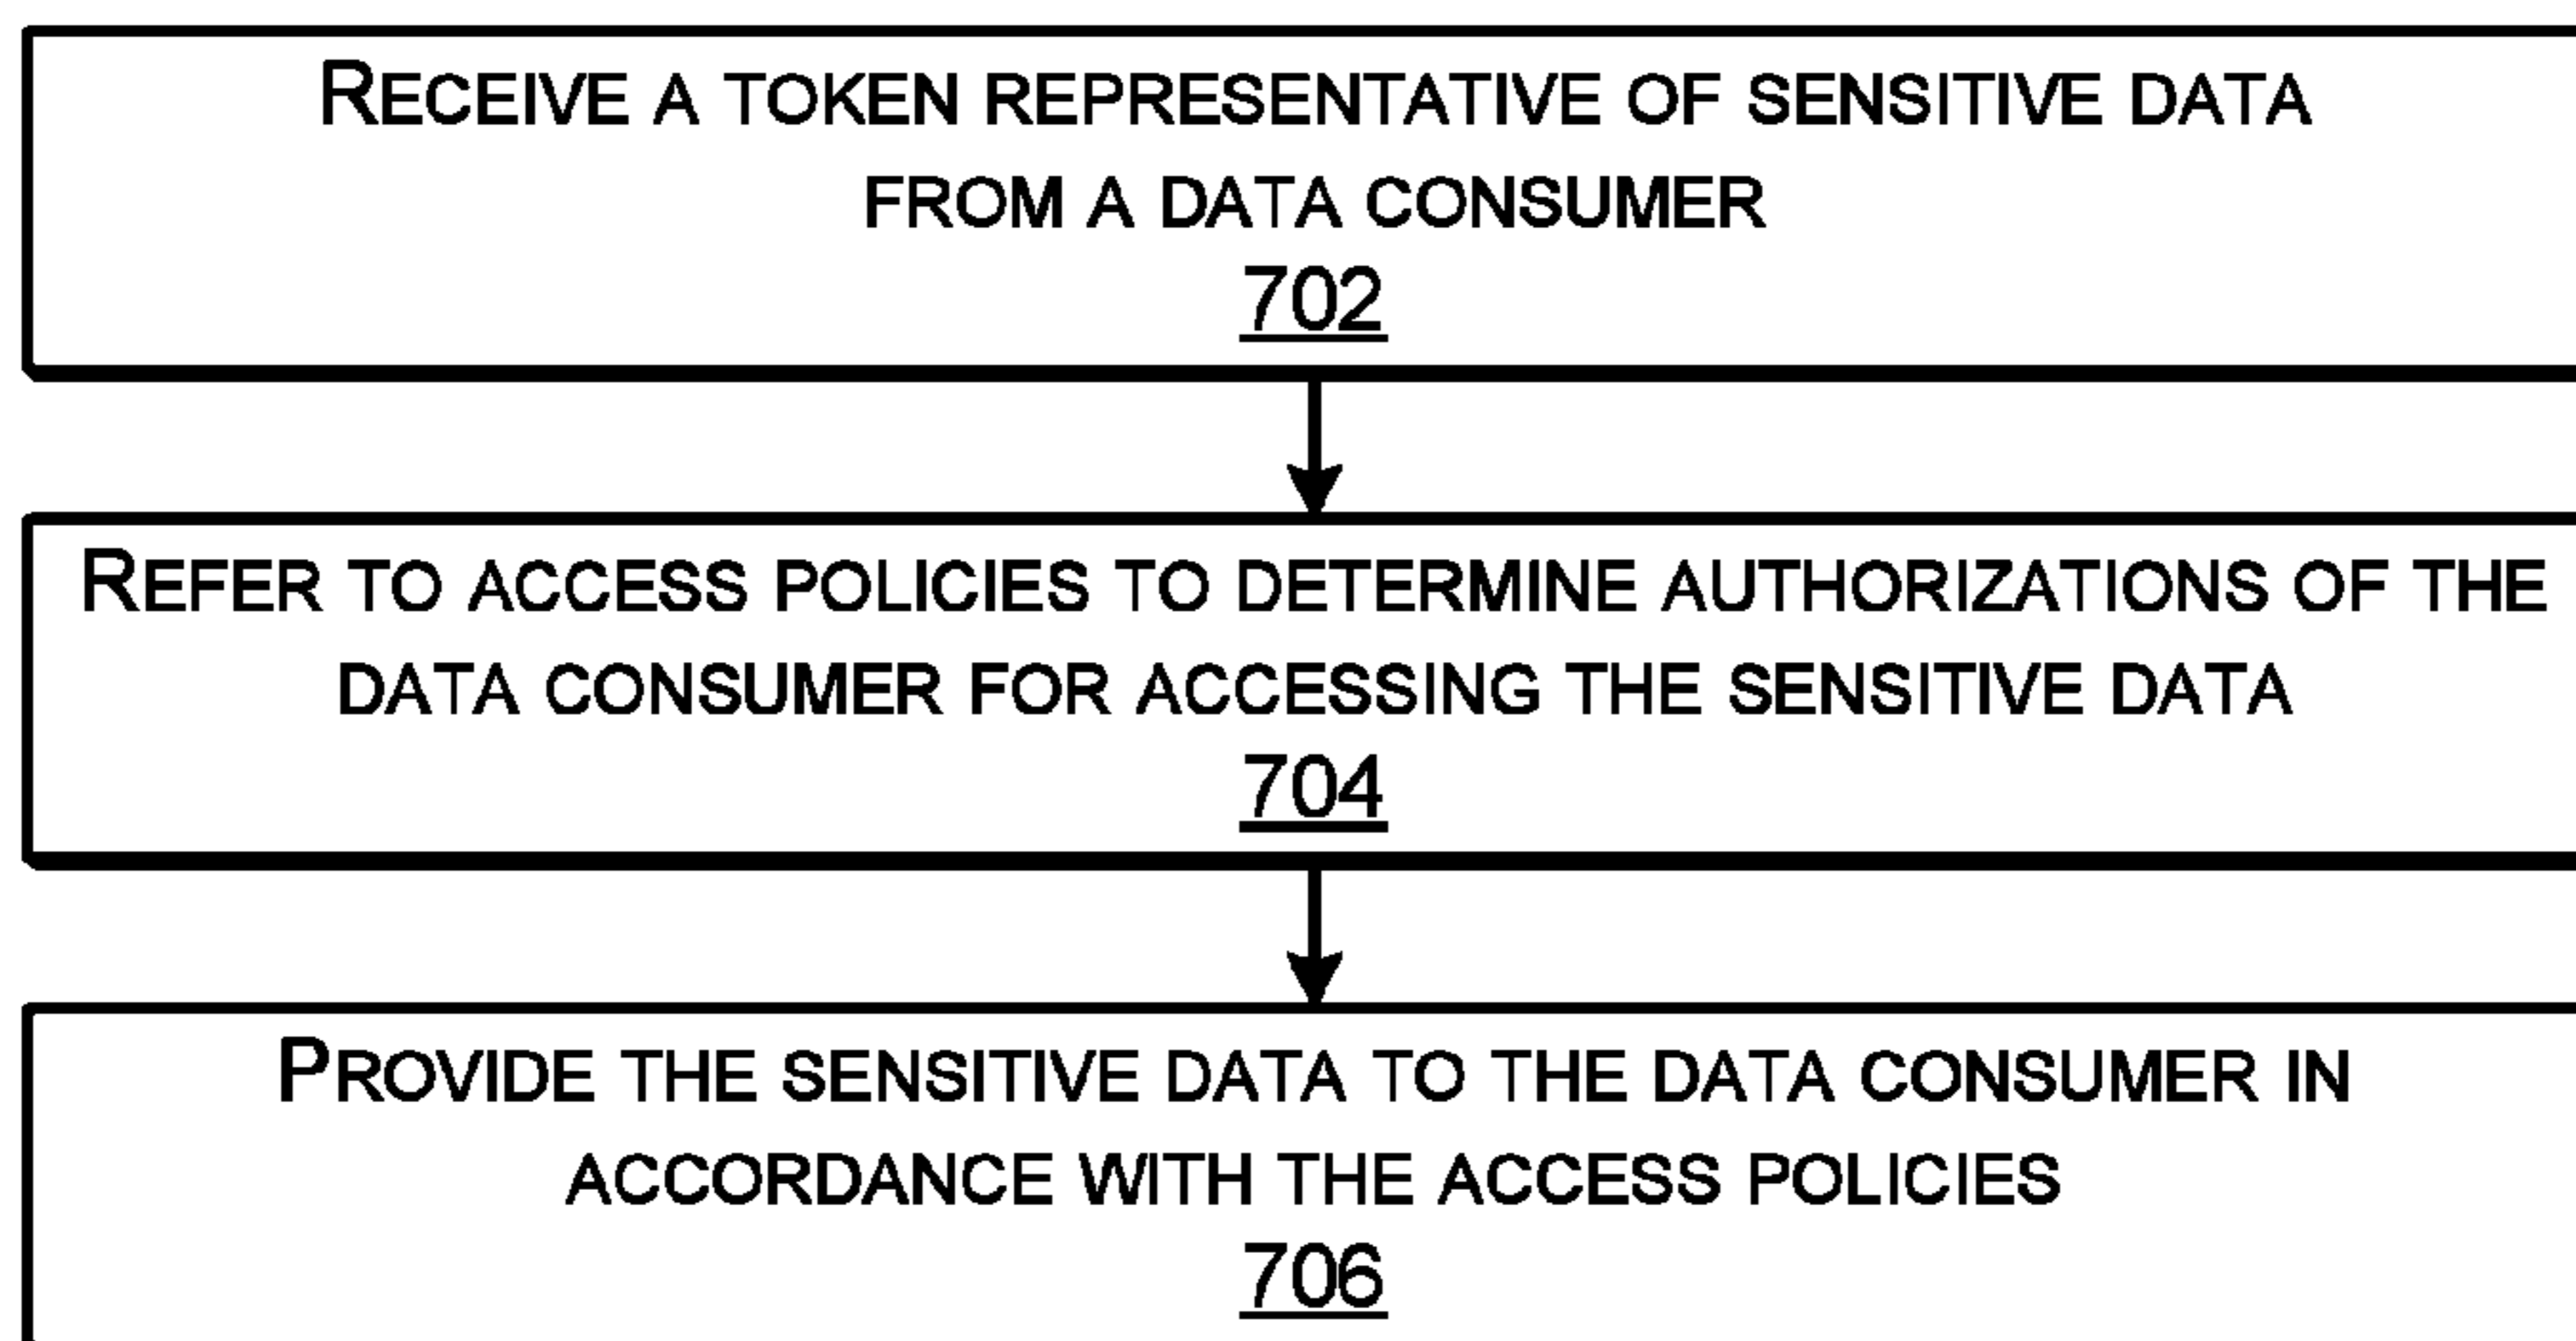 RECEIVE A TOKEN REPRESENTATIVE OF SENSITIVE DATA
FROM A DATA CONSUMER
702
REFER TO ACCESS POLICIES TO DETERMINE AUTHORIZATIONS OF THE
DATA CONSUMER FOR ACCESSING THE SENSITIVE DATA
704
PROVIDE THE SENSITIVE DATA TO THE DATA CONSUMER IN
ACCORDANCE WITH THE ACCESS POLICIES
706